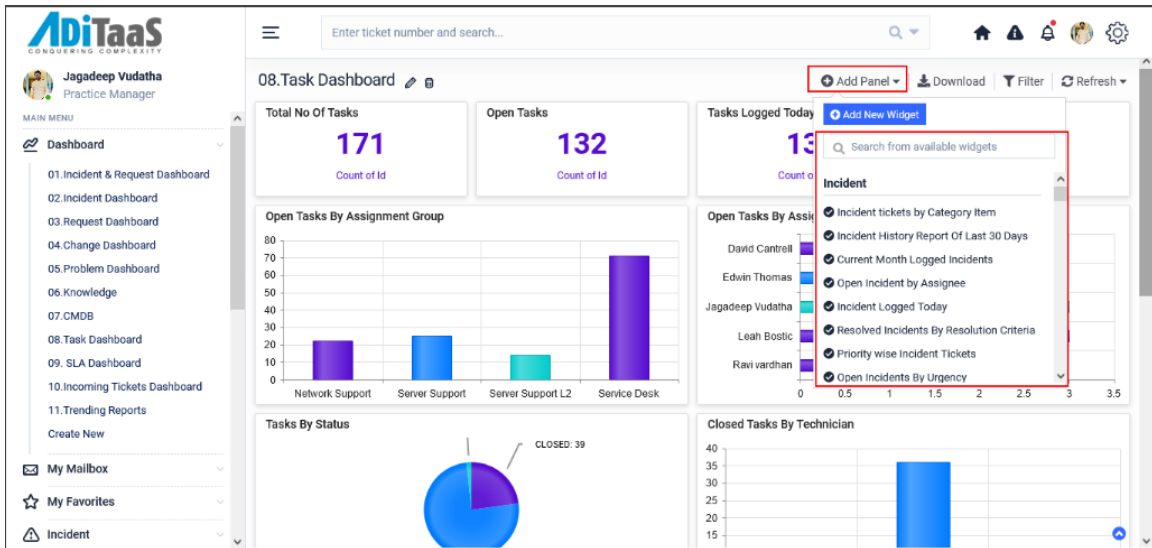 ADiTaaS
CONQUERING COMPLEXITY
Enter ticket number and search...
Jagadeep Vudatha
Practice Manager
MAIN MENU
Dashboard
01.Incident & Request Dashboard
02.Incident Dashboard
03.Request Dashboard
04.Change Dashboard
05.Problem Dashboard
06.Knowledge
07.CMDB
08.Task Dashboard
09. SLA Dashboard
10.Incoming Tickets Dashboard
11.Trending Reports
Create New
My Mailbox
My Favorites
Incident
08.Task Dashboard
Add Panel
Download
Filter
Refresh
Total No Of Tasks
171
Count of Id
Open Tasks
132
Count of Id
Tasks Logged Today
Add New Widget
Search from available widgets
Incident
Incident tickets by Category Item
Incident History Report Of Last 30 Days
Current Month Logged Incidents
Open Incident by Assignee
Incident Logged Today
Resolved Incidents By Resolution Criteria
Priority wise Incident Tickets
Open Incidents By Urgency
Open Tasks By Assignment Group
80
70
60
50
40
30
20
10
0
Network Support
Server Support
Server Support L2
Service Desk
Open Tasks By
David Cantrell
Edwin Thomas
Jagadeep Vudatha
Leah Bostic
Ravi vardhan
0 0.5 1 1.5 2 2.5 3 3.5
Tasks By Status
CLOSED: 39
Closed Tasks By Technician
40
35
30
25
20
15